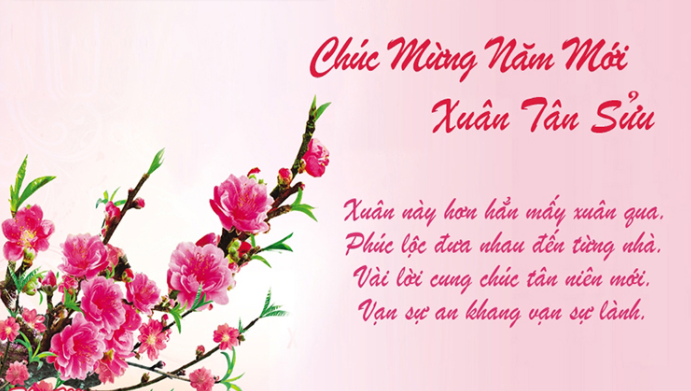 Chúc Mừng Năm Mới
Xuân Tân Sửu
Xuân này hơn hẳn mấy xuân qua.
Phúc lộc đưa nhau đến từng nhà.
Vài lời cung chúc tân niên mới.
Vạn sự an khang vạn sự lành.